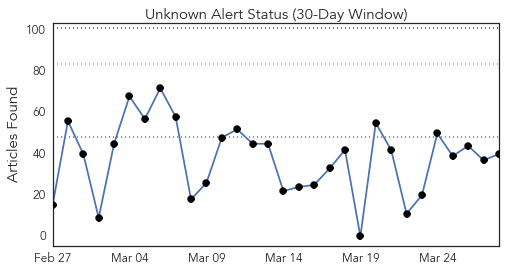 Unknown Alert Status (30-Day Window)
Articles Found
100
80
60
40
20
0
Feb 27 Mar 04 Mar 09 Mar 14 Mar 19 Mar 24